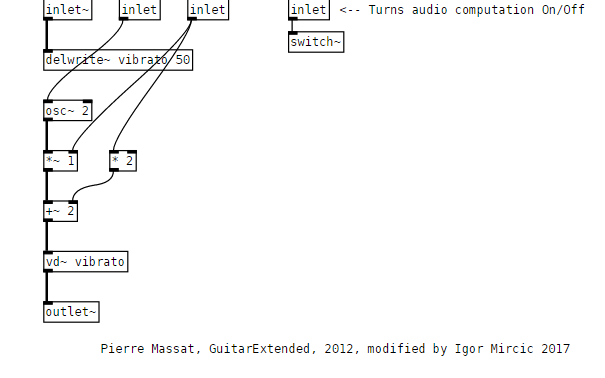 inlet~ inlet inlet inlet <-- Turns audio computation On/Off
switch~
delwrite~ vibrato 50
osc~ 2
*~ 1 * 2
+~ 2
vd~ vibrato
outlet~
Pierre Massat, GuitarExtended, 2012, modified by Igor Mircic 2017